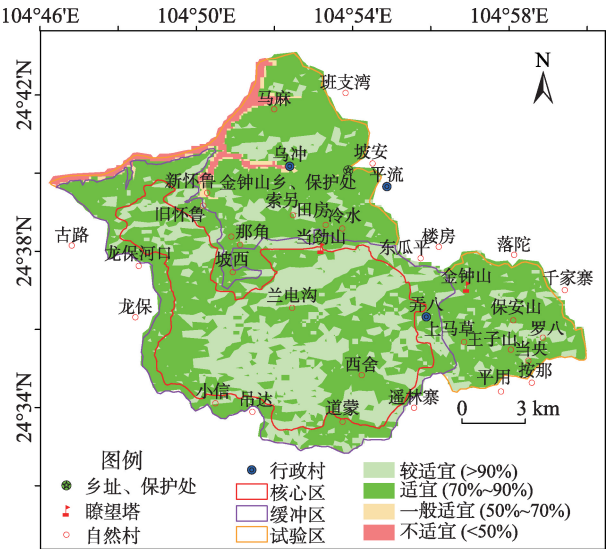 104°46′E 104°50′E 104°54′E 104°58′E
24°42′N
24°38′N
24°34′N
N
班支湾
马麻
乌冲
坡安
平流
新怀鲁
金钟山乡、保护处
索另
田房
冷水
旧怀鲁
古路
那角
当劲山
楼房
东瓜平
落陀
龙保河口
坡西
金钟山
千家寨
龙保
兰电沟
弄八
保安山
上马草
王子山
罗八
当央
西舍
按那
平用
小信
吊达
道蒙
遥林寨
0 3 km
图例
乡址、保护处
瞭望塔
自然村
行政村
核心区
缓冲区
试验区
较适宜 (>90%)
适宜 (70%~90%)
一般适宜 (50%~70%)
不适宜 (<50%)